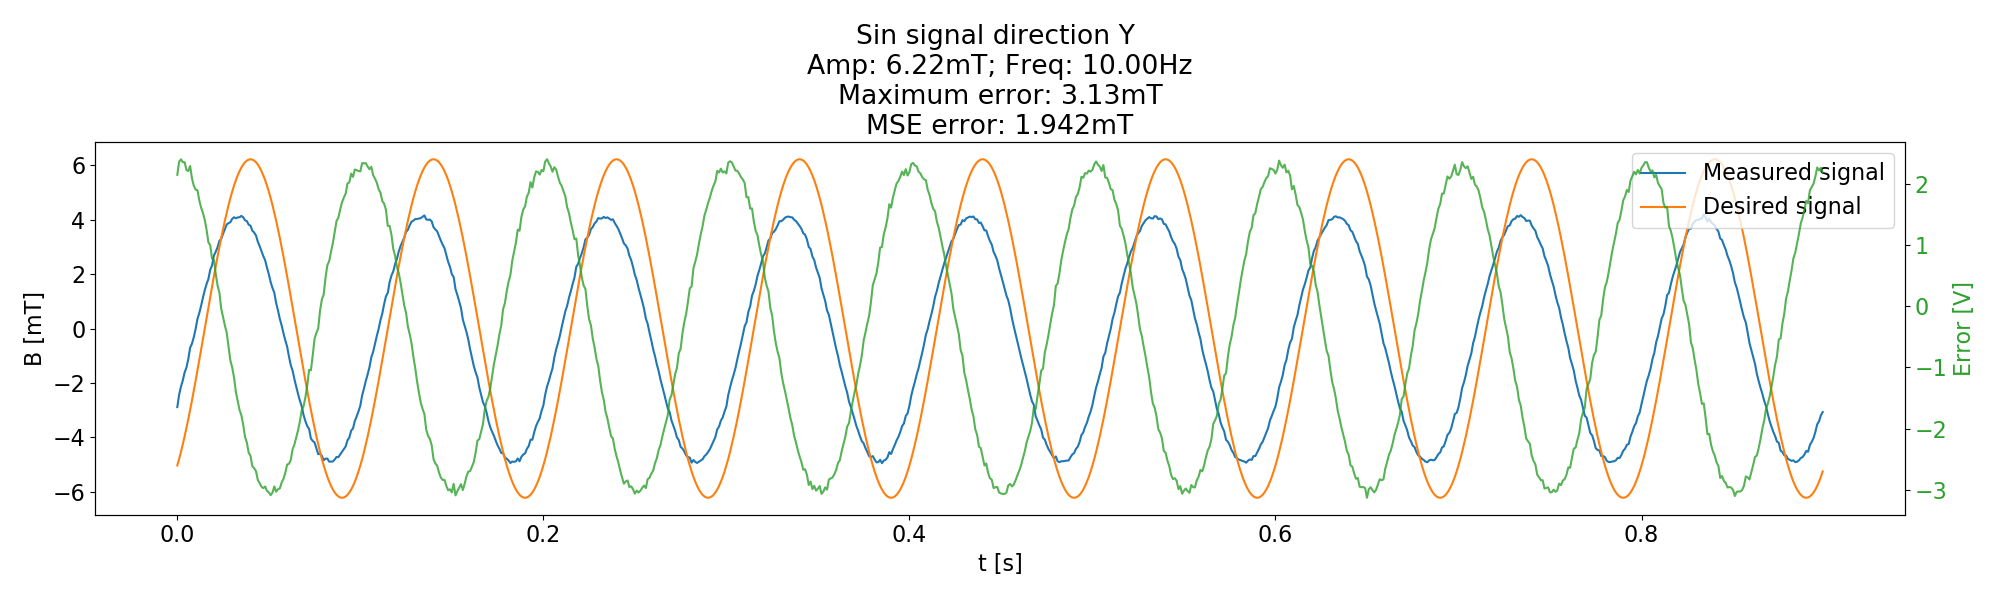 Sin signal direction Y
Amp: 6.22mT; Freq: 10.00Hz
Maximum error: 3.13mT
MSE error: 1.942mT
B [mT]
6
4
2
0
−2
−4
−6
Measured signal
Desired signal
2
1
0
−1
−2
−3
Error [V]
0.0 0.2 0.4 0.6 0.8
t [s]